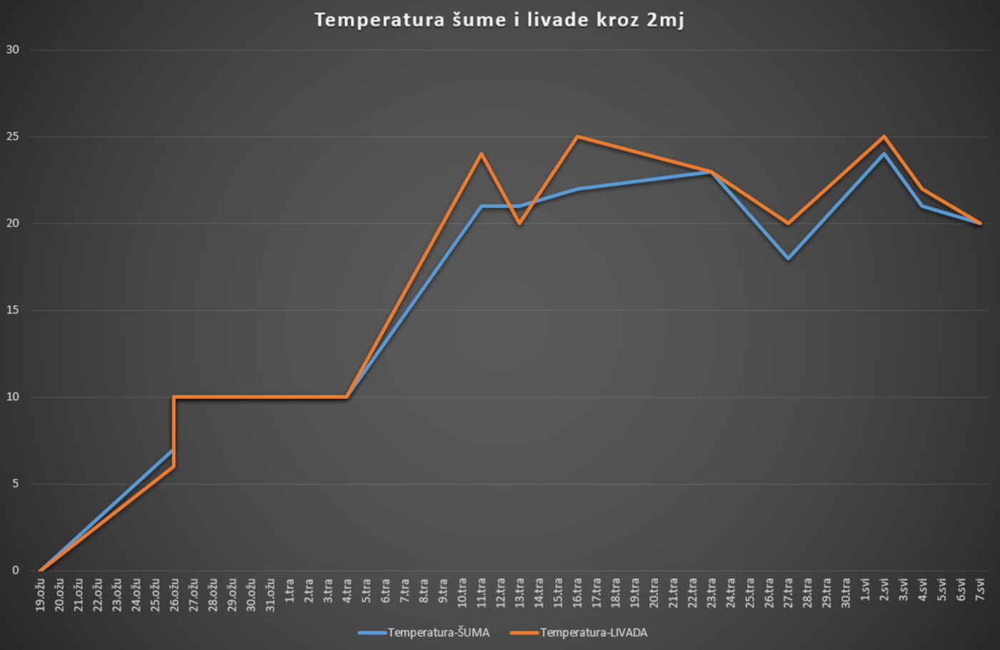 Temperatura šume i livade kroz 2mj
30
25
20
15
10
5
0
19.ožu 20.ožu 21.ožu 22.ožu 23.ožu 24.ožu 25.ožu 26.ožu 27.ožu 28.ožu 29.ožu 30.ožu 31.ožu 1.tra 2.tra 3.tra 4.tra 5.tra 6.tra 7.tra 8.tra 9.tra 10.tra 11.tra 12.tra 13.tra 14.tra 15.tra 16.tra 17.tra 18.tra 19.tra 20.tra 21.tra 22.tra 23.tra 24.tra 25.tra 26.tra 27.tra 28.tra 29.tra 30.tra 1.svi 2.svi 3.svi 4.svi 5.svi 6.svi 7.svi
Temperatura-ŠUMA Temperatura-LIVADA